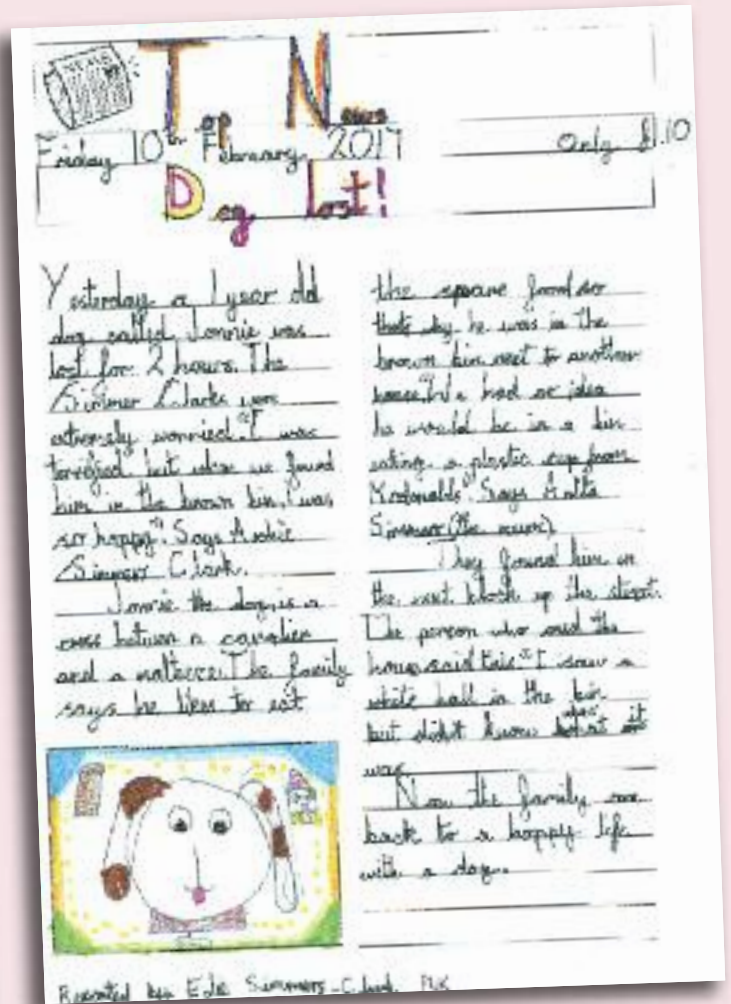 NEWS
Top News
Friday 10th February 2017
Only £1.10
Dog lost!
Yesterday a 1 year old
dog called Jonnie was
lost for 2 hours. The
Simmer Clarks were
extremely worried. "I was
terrified but when we found
him in the brown bin, I was
so happy". Says
Simmer Clark.
Jonnie the dog, is a
cross between a cavalier
and a The family
says he likes to eat
the spare food so
thats why he was in the
brown bin next to another
house. "We had no idea
he would be in a bin
eating a plastic cup from
Mcdonalds". Says
Simmer
They found him in
the next block up the street.
The person who the
house said this "I saw a
white ball in the bin
but didn't know what it
was
Now the family are
back to a happy life
with a dog.
Reported by Edie Simmers-Clark